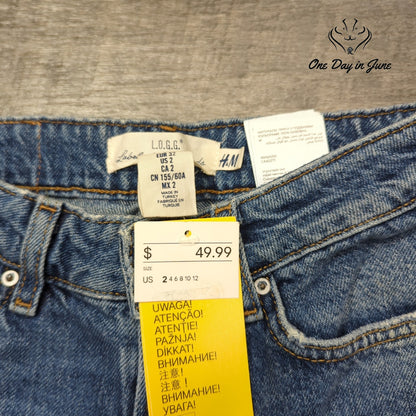 One Day in June
L.O.G.G.
Label
H&M
EUR 32
US 2
CA 2
CN 155/60A
MX 2
MADE IN
TURKEY
FABRIQUÉ EN
TURQUIE
$ 49.99
SIZE
US 2 4 6 8 10 12
UWAGA!
ATENÇÃO!
ATENȚIE!
PAŽNJA!
DİKKAT!
ВНИМАНИЕ!
注意！
注意！
ВНИМАНИЕ!
УВАГА!